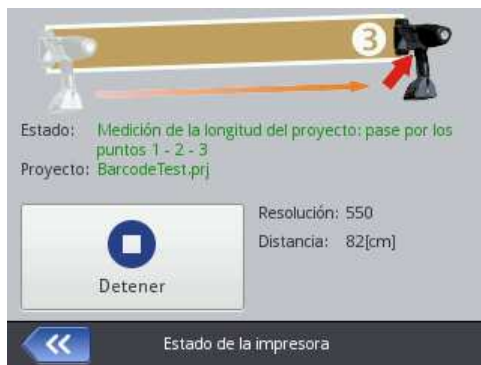 3
Estado: Medición de la longitud del proyecto: pase por los
puntos 1 - 2 - 3
Proyecto: BarcodeTest.prj
Resolución: 550
Distancia: 82[cm]
Detener
Estado de la impresora